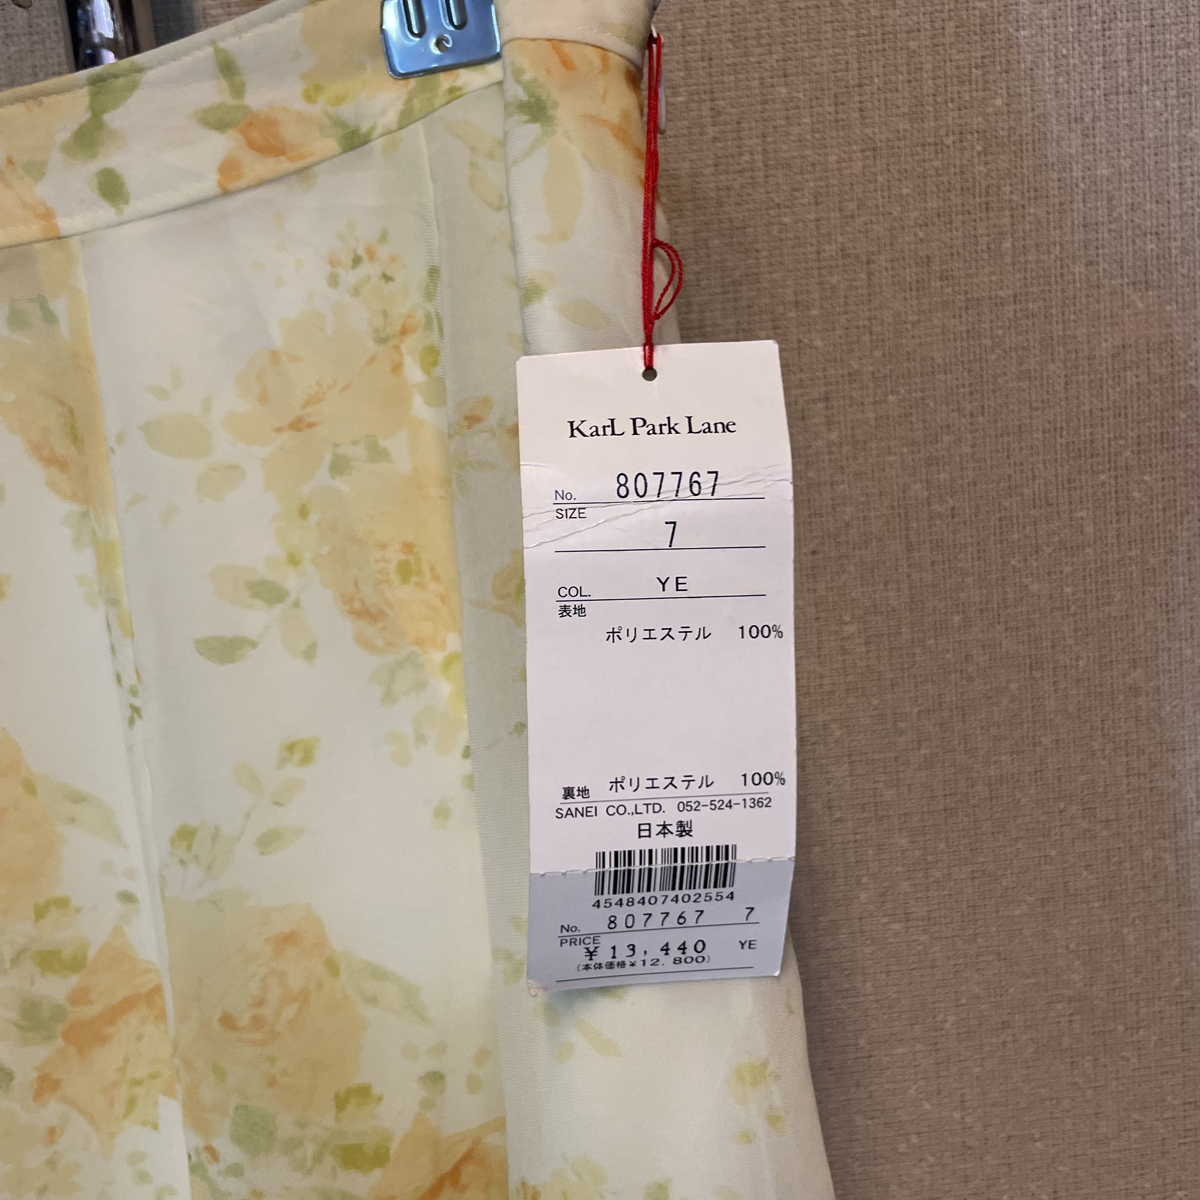 KarL Park Lane
No. 807767
SIZE
7
COL. YE
表地
ポリエステル 100%
裏地 ポリエステル 100%
SANEI CO.,LTD. 052-524-1362
日本製
4548407402554
No. 807767 7
PRICE
¥13,440 YE
(本体価格¥12,800)